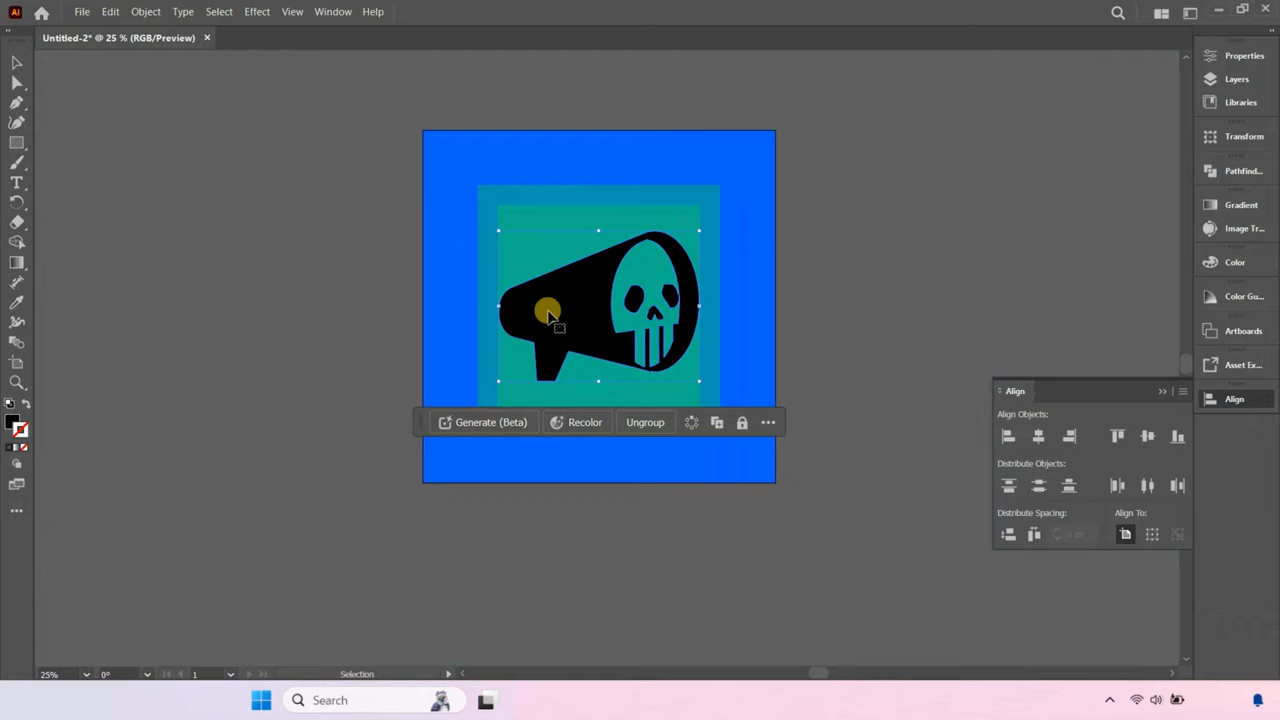 Ai File Edit Object Type Select Effect View Window Help
Untitled-2* @ 25 % (RGB/Preview) ×
Properties
Layers
Libraries
Transform
Pathfind...
Gradient
Image Tr...
Color
Color Gu...
Artboards
Asset Ex...
Align
Align
Align Objects:
Distribute Objects:
Distribute Spacing: Align To:
Generate (Beta) Recolor Ungroup
25% 0° 1 Selection
Search